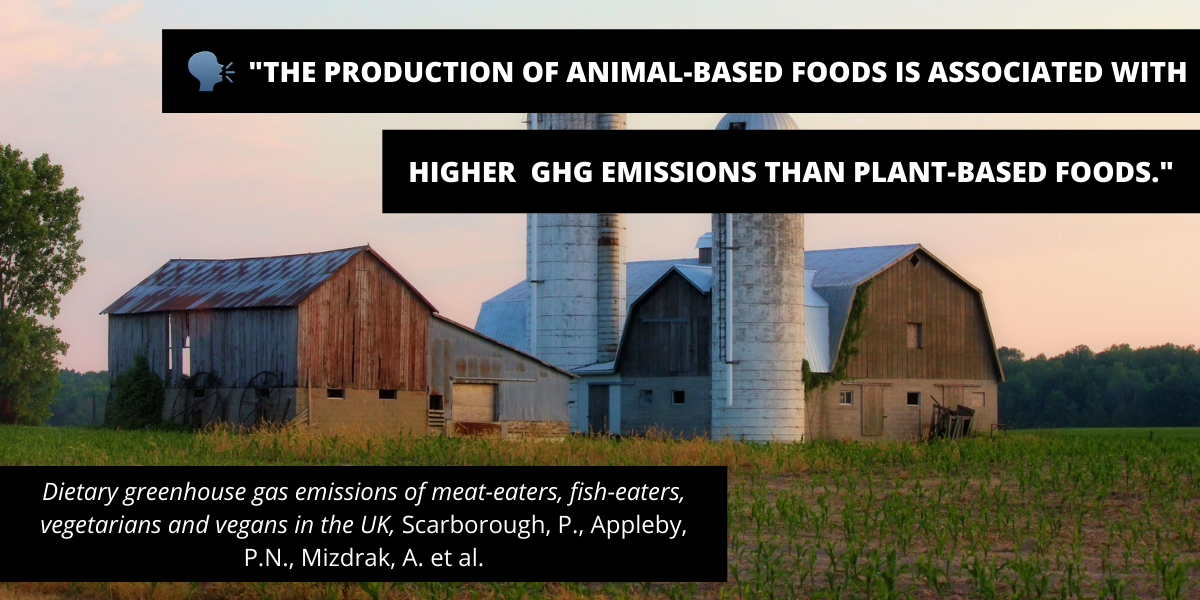 "THE PRODUCTION OF ANIMAL-BASED FOODS IS ASSOCIATED WITH
HIGHER GHG EMISSIONS THAN PLANT-BASED FOODS."
Dietary greenhouse gas emissions of meat-eaters, fish-eaters,
vegetarians and vegans in the UK, Scarborough, P., Appleby,
P.N., Mizdrak, A. et al.